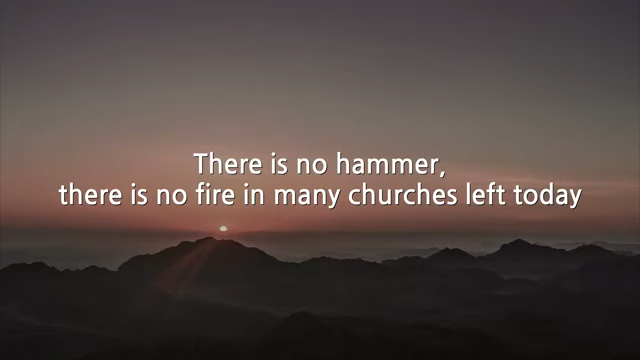 There is no hammer,
there is no fire in many churches left today